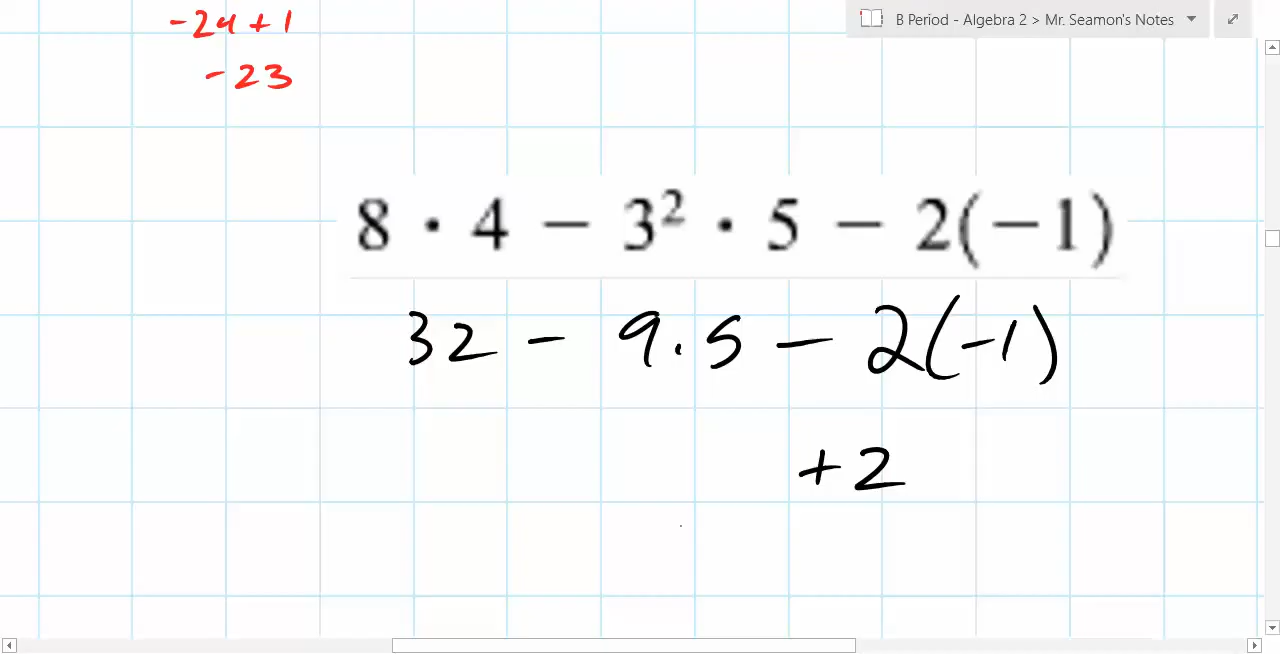 -24 + 1
B Period - Algebra 2 > Mr. Seamon's Notes
-23
8 · 4 − 3² · 5 − 2(−1)
32 - 9 · 5 - 2(-1)
+2